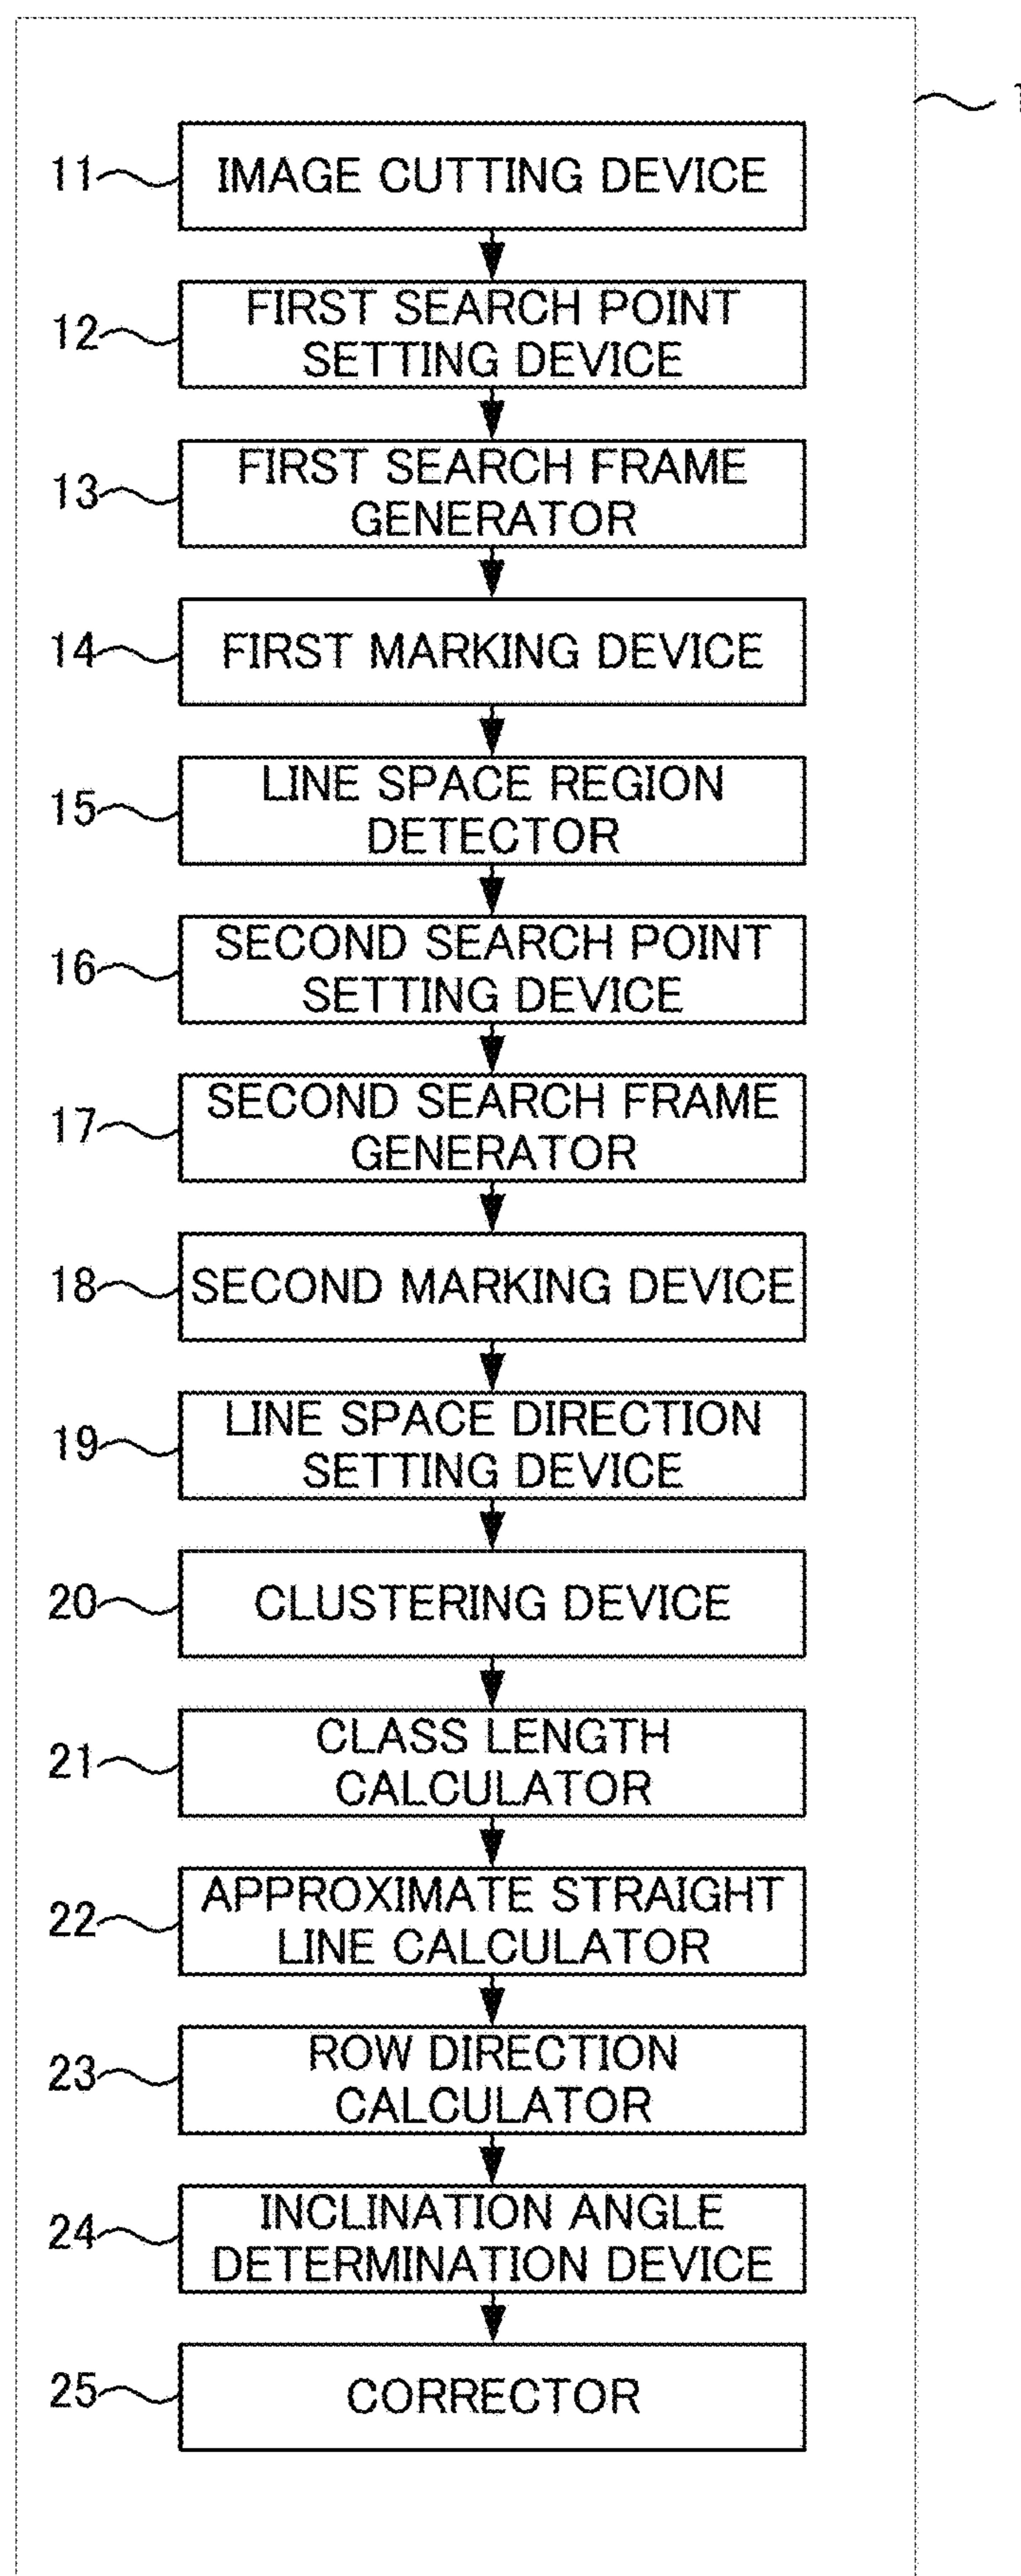 11 IMAGE CUTTING DEVICE
12 FIRST SEARCH POINT
SETTING DEVICE
13 FIRST SEARCH FRAME
GENERATOR
14 FIRST MARKING DEVICE
15 LINE SPACE REGION
DETECTOR
16 SECOND SEARCH POINT
SETTING DEVICE
17 SECOND SEARCH FRAME
GENERATOR
18 SECOND MARKING DEVICE
19 LINE SPACE DIRECTION
SETTING DEVICE
20 CLUSTERING DEVICE
21 CLASS LENGTH
CALCULATOR
22 APPROXIMATE STRAIGHT
LINE CALCULATOR
23 ROW DIRECTION
CALCULATOR
24 INCLINATION ANGLE
DETERMINATION DEVICE
25 CORRECTOR